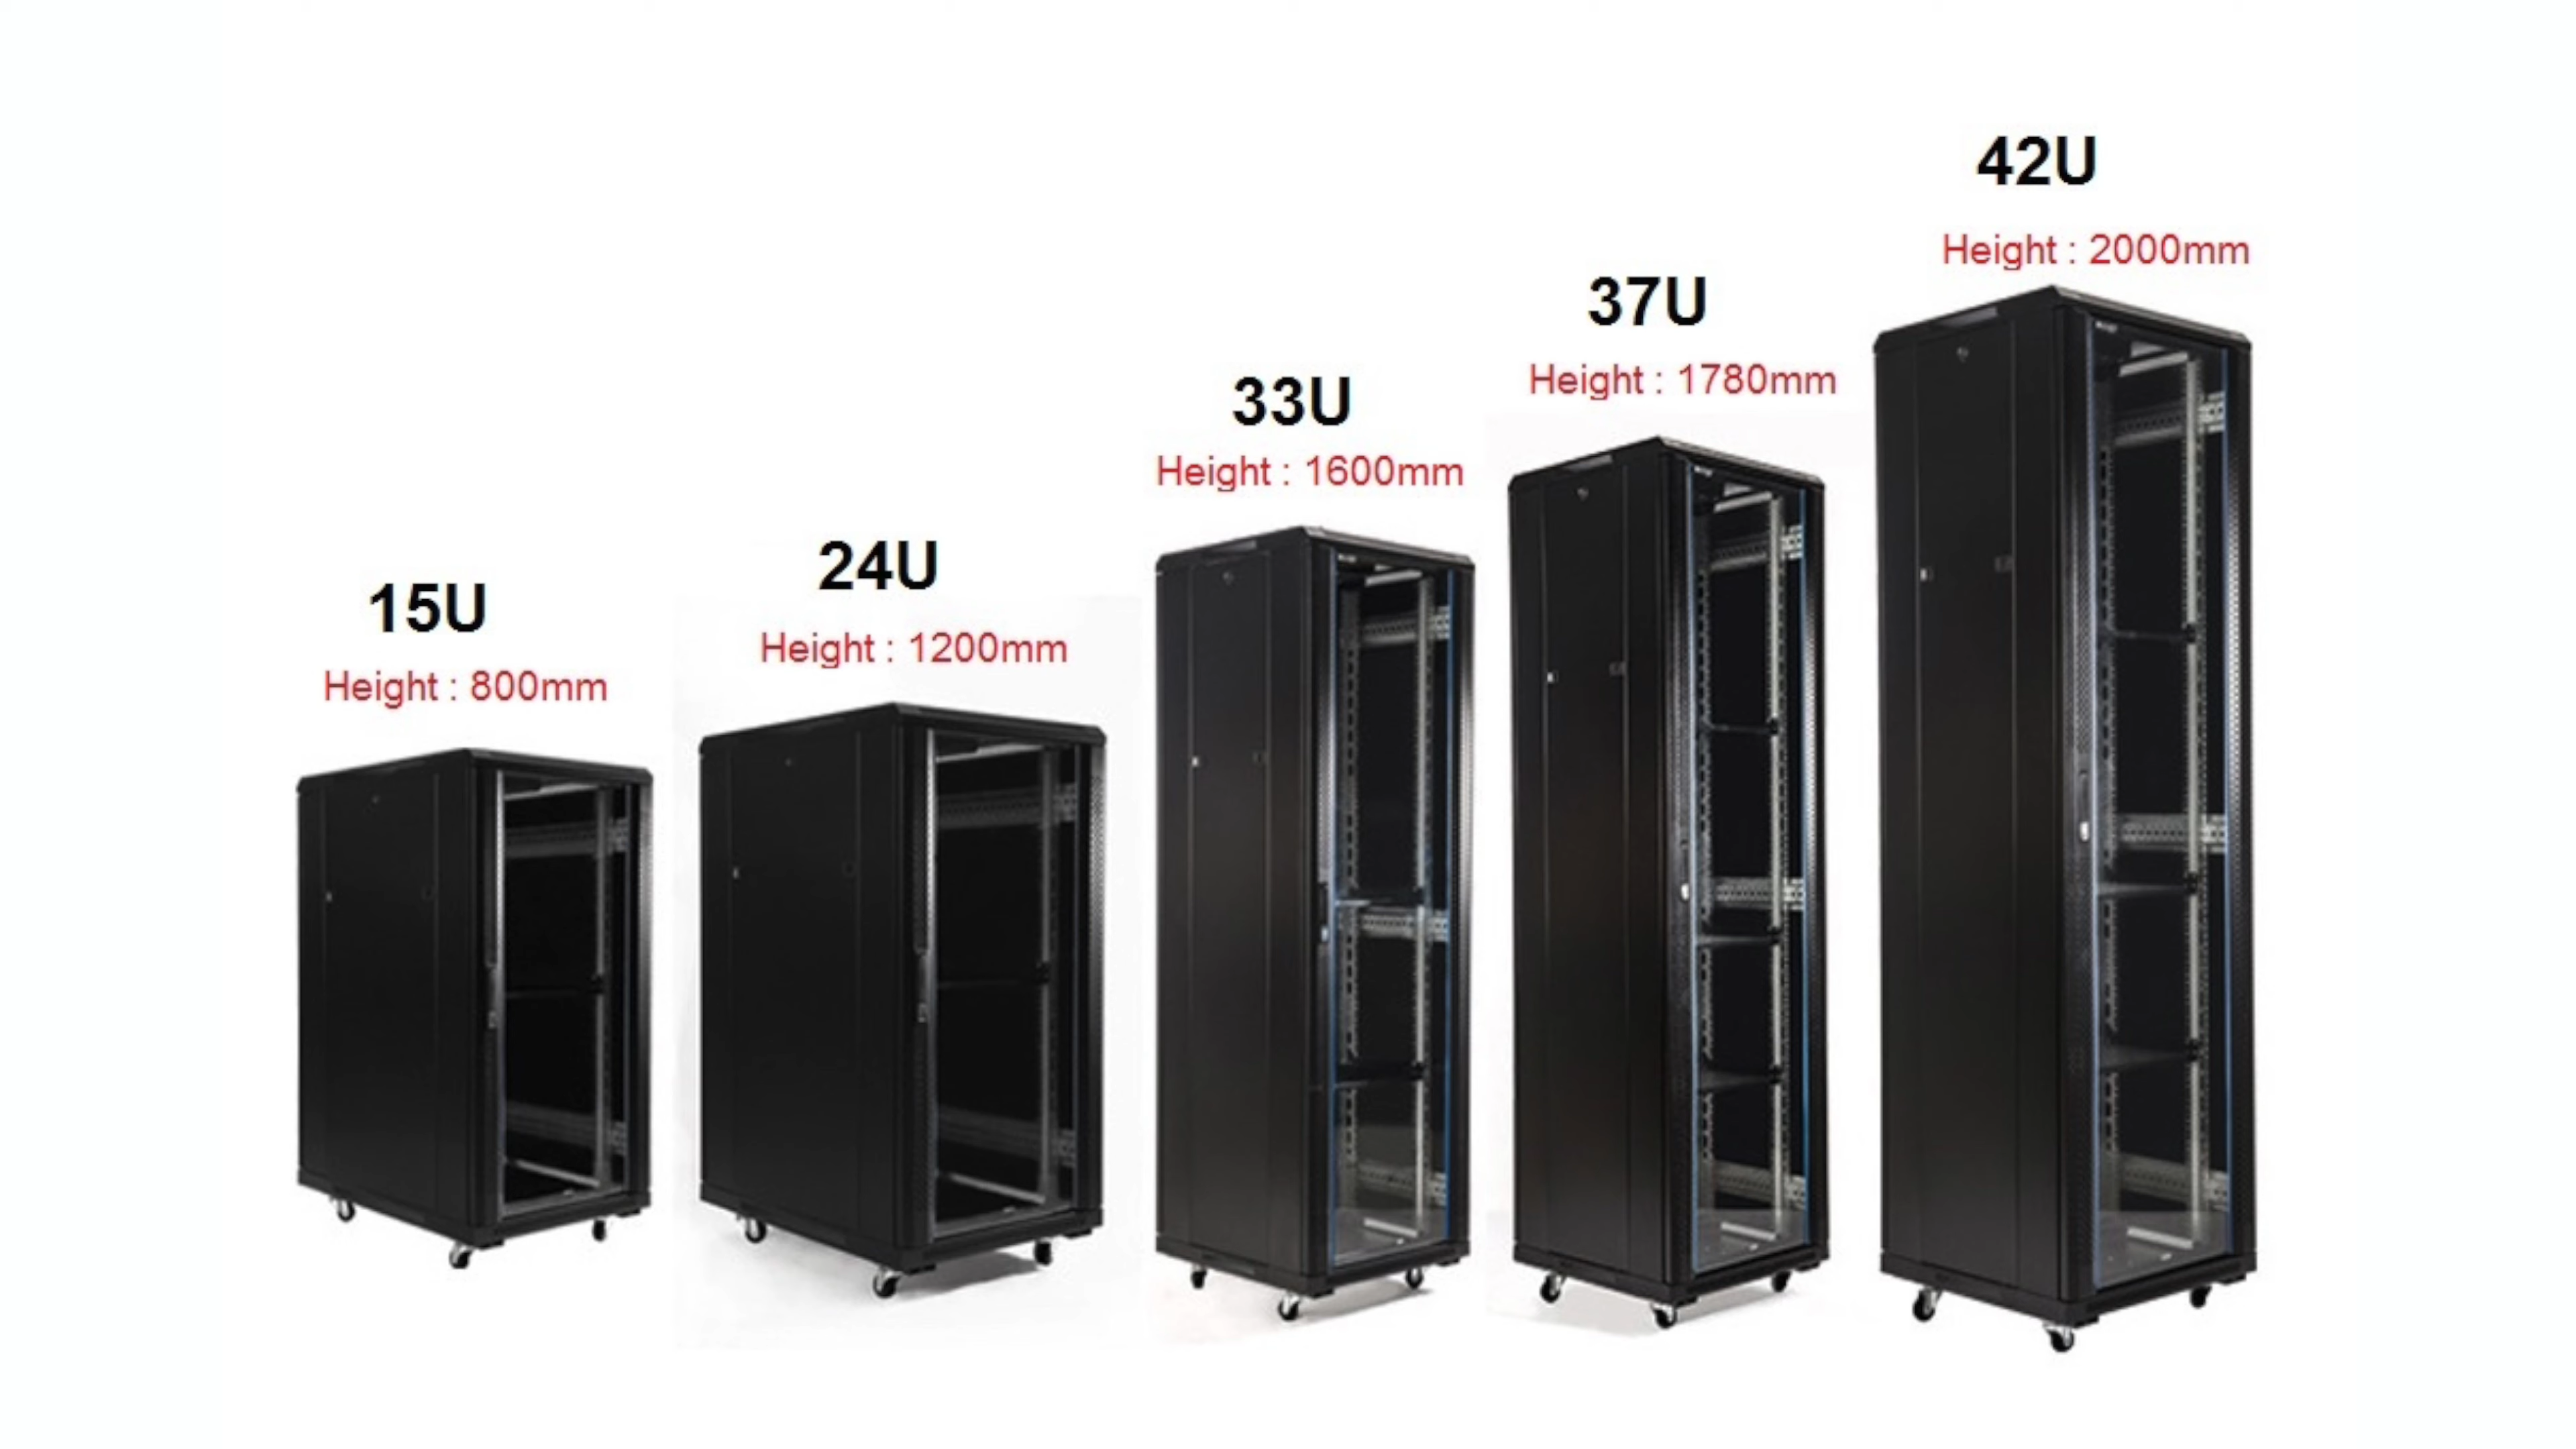 15U
Height : 800mm
24U
Height : 1200mm
33U
Height : 1600mm
37U
Height : 1780mm
42U
Height : 2000mm